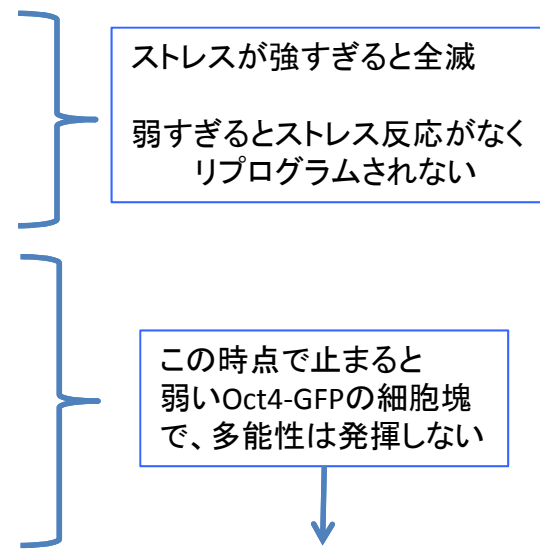 ストレスが強すぎると全滅
弱すぎるとストレス反応がなく
リプログラムされない
この時点で止まると
弱いOct4-GFPの細胞塊
で、多能性は発揮しない